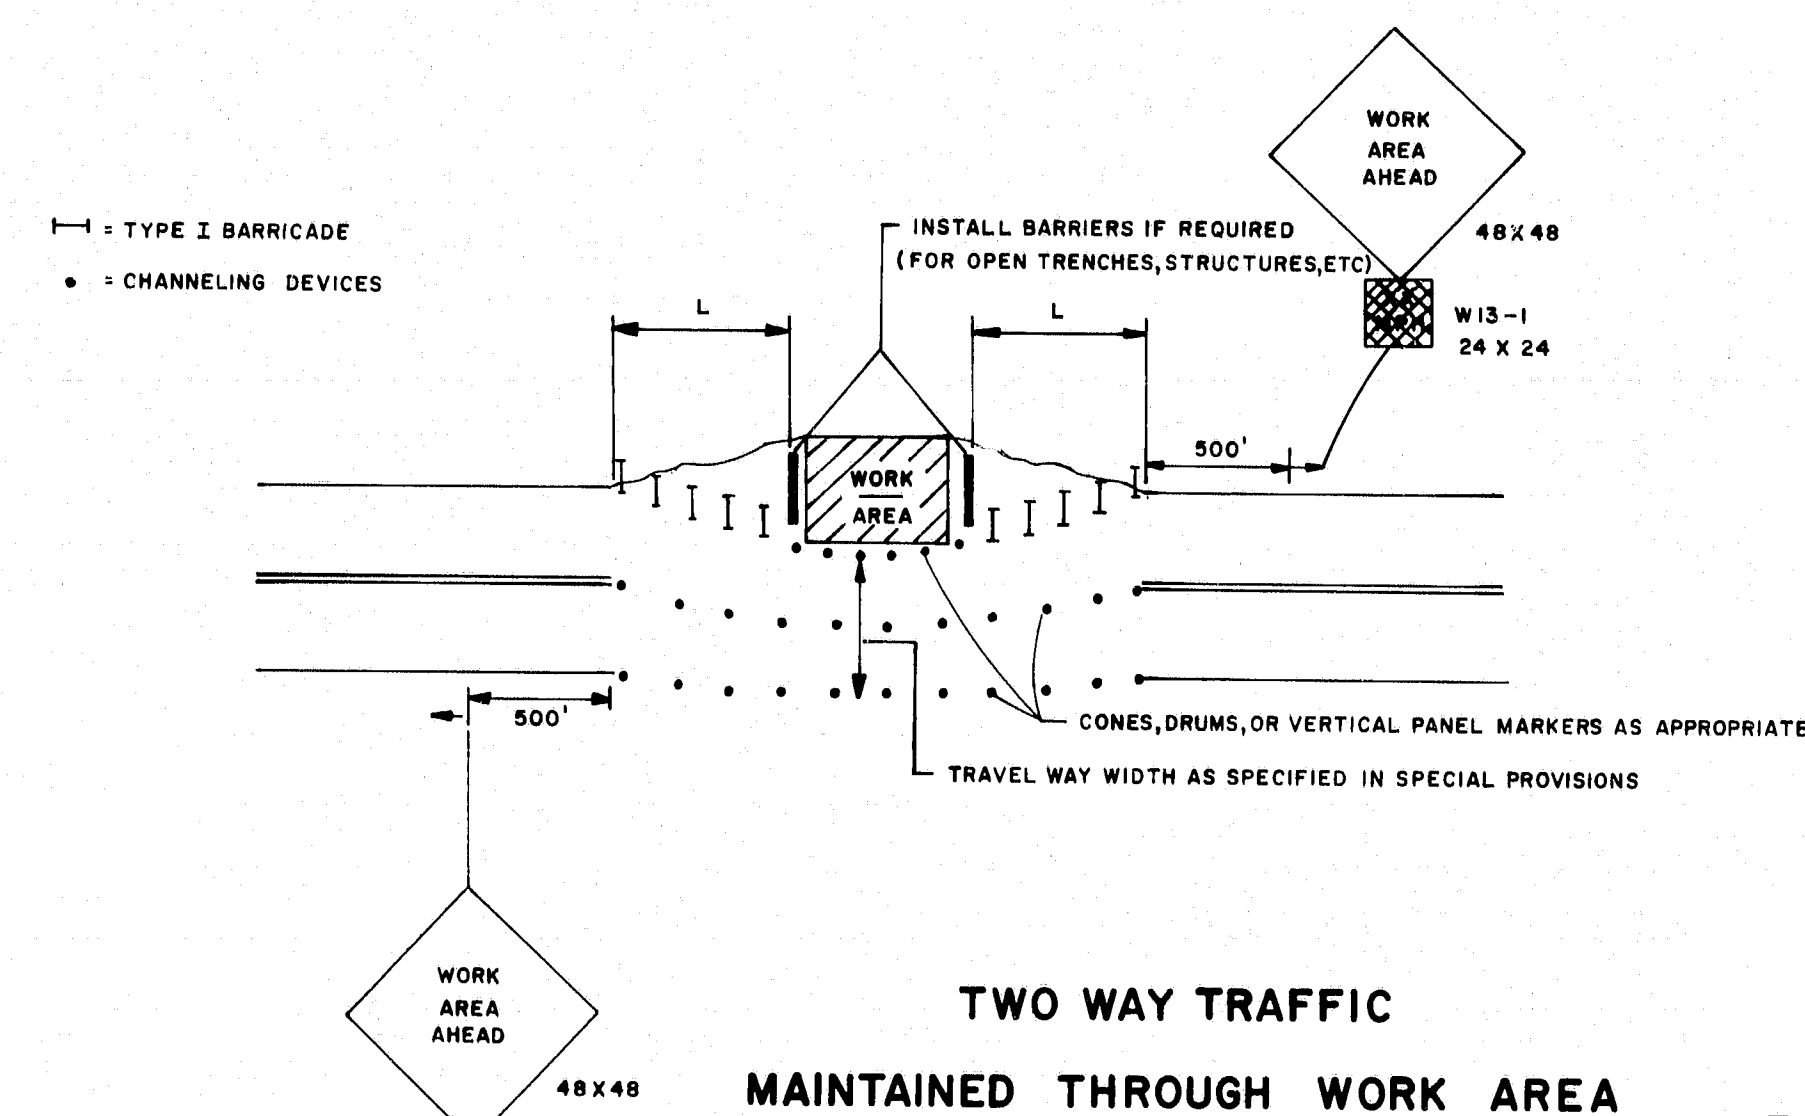 WORK
AREA
AHEAD
48X48
W13-1
24 X 24
⊢⊣ = TYPE I BARRICADE
• = CHANNELING DEVICES
INSTALL BARRIERS IF REQUIRED
(FOR OPEN TRENCHES, STRUCTURES, ETC)
L
L
500'
WORK
AREA
500'
CONES, DRUMS, OR VERTICAL PANEL MARKERS AS APPROPRIATE
TRAVEL WAY WIDTH AS SPECIFIED IN SPECIAL PROVISIONS
WORK
AREA
AHEAD
48X48
TWO WAY TRAFFIC
MAINTAINED THROUGH WORK AREA